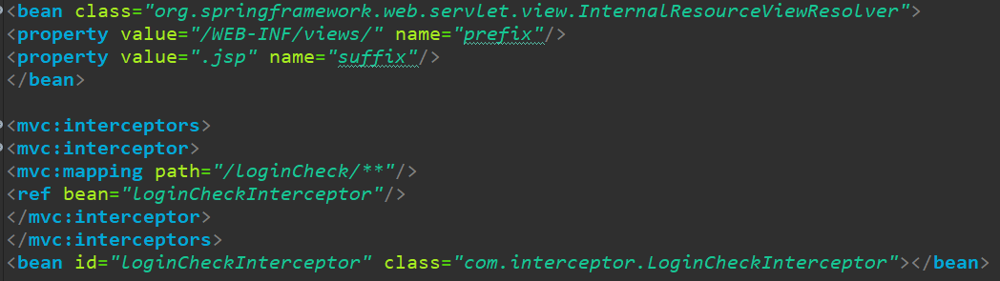 <bean class="org.springframework.web.servlet.view.InternalResourceViewResolver">
<property value="/WEB-INF/views/" name="prefix"/>
<property value=".jsp" name="suffix"/>
</bean>

<mvc:interceptors>
<mvc:interceptor>
<mvc:mapping path="/loginCheck/**"/>
<ref bean="loginCheckInterceptor"/>
</mvc:interceptor>
</mvc:interceptors>
<bean id="loginCheckInterceptor" class="com.interceptor.LoginCheckInterceptor"></bean>